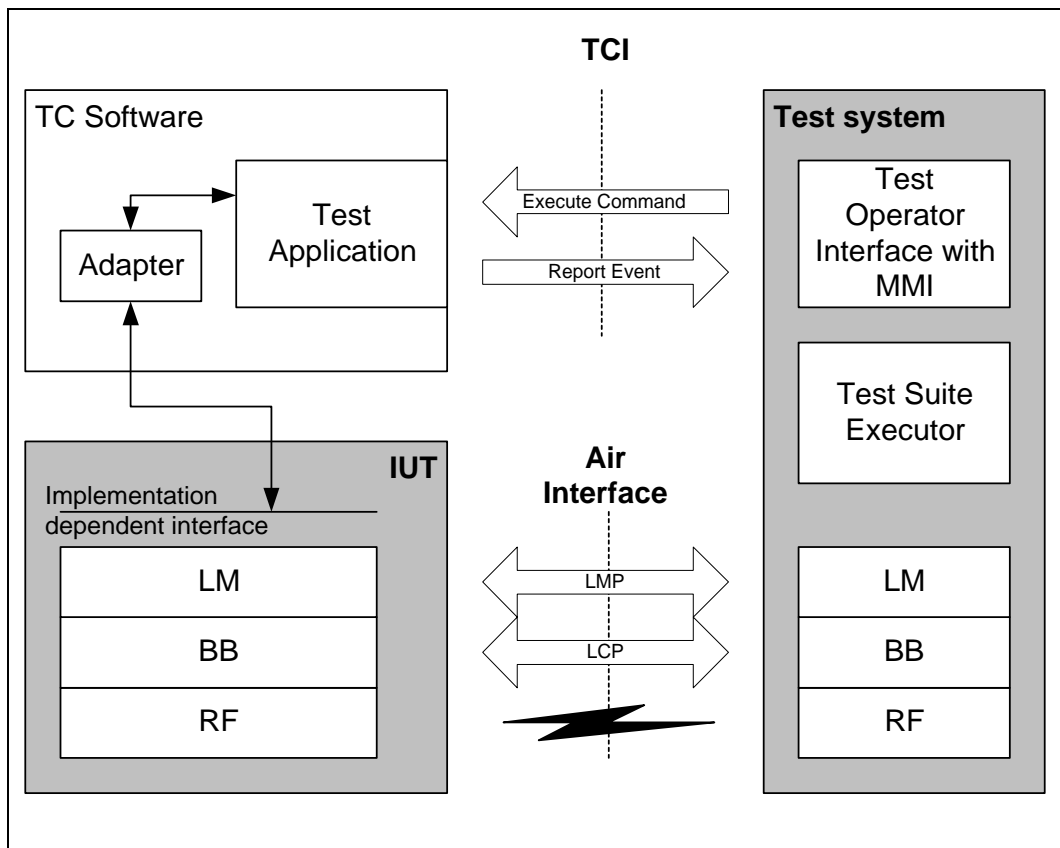 TCI
TC Software
Test
Application
Adapter
Execute Command
Report Event
Test system
Test
Operator
Interface with
MMI
Test Suite
Executor
IUT
Implementation
dependent interface
LM
BB
RF
Air
Interface
LMP
LCP
LM
BB
RF